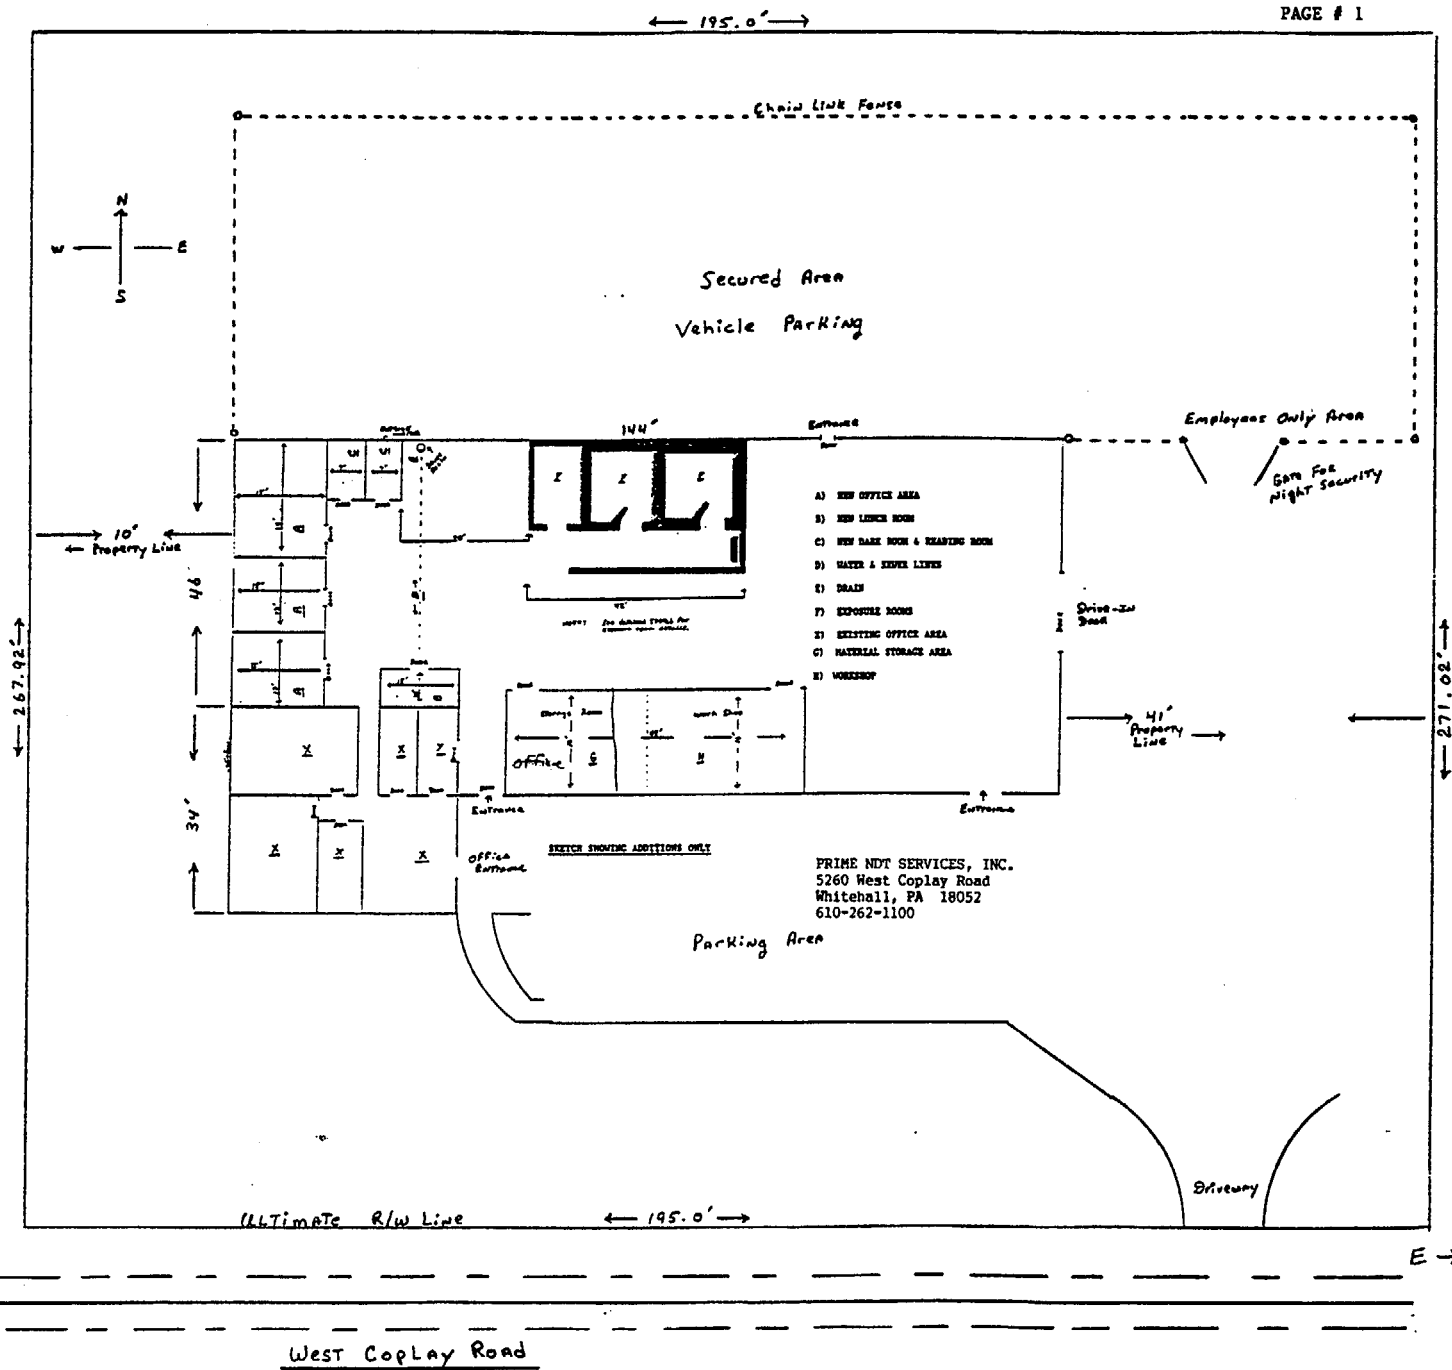 PAGE # 1
195.0'
Chain Link Fence
N
W E
S
Secured Area
Vehicle Parking
Employees Only Area
144'
Entrance
Door
Gate For
Night Security
10'
Property Line
46
A) NEW OFFICE AREA
B) NEW LUNCH ROOM
C) NEW DARK ROOM & READING ROOM
D) WATER & SEWER LINES
E) DRAIN
F) EXPOSURE ROOMS
X) EXISTING OFFICE AREA
G) MATERIAL STORAGE AREA
H) WORKSHOP
Drive-In
Door
267.92'
271.02'
41'
Property
Line
Storage Room
Work Shop
Office
G
H
A
A
A
X
X
X
X
X
34'
Entrance
Entrance
Office
Entrance
SKETCH SHOWING ADDITIONS ONLY
PRIME NDT SERVICES, INC.
5260 West Coplay Road
Whitehall, PA 18052
610-262-1100
Parking Area
Driveway
ULTimATe R/W Line
195.0'
E
WEST COPLAY ROAD